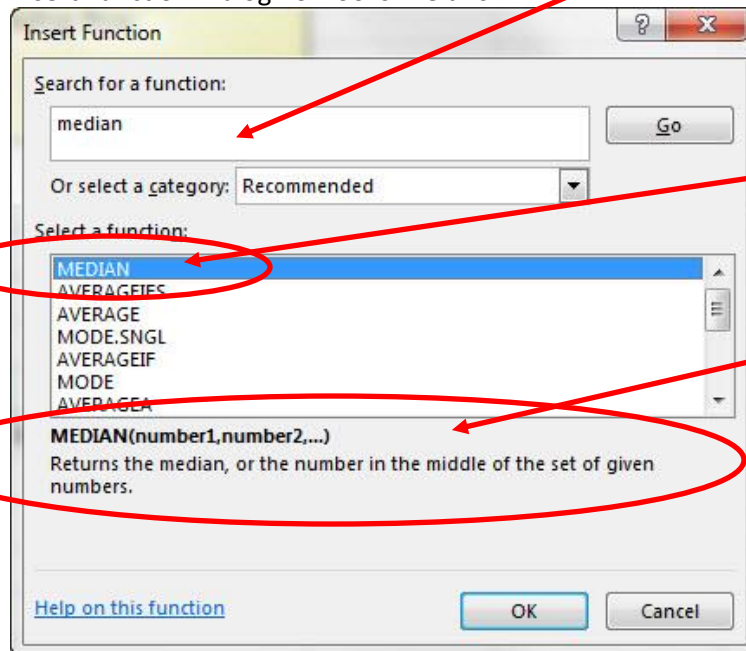 Insert Function
?
Search for a function:
median
Go
Or select a category: Recommended
Select a function:
MEDIAN
AVERAGEIFS
AVERAGE
MODE.SNGL
AVERAGEIF
MODE
AVERAGEA
MEDIAN(number1,number2,...)
Returns the median, or the number in the middle of the set of given
numbers.
Help on this function
OK
Cancel